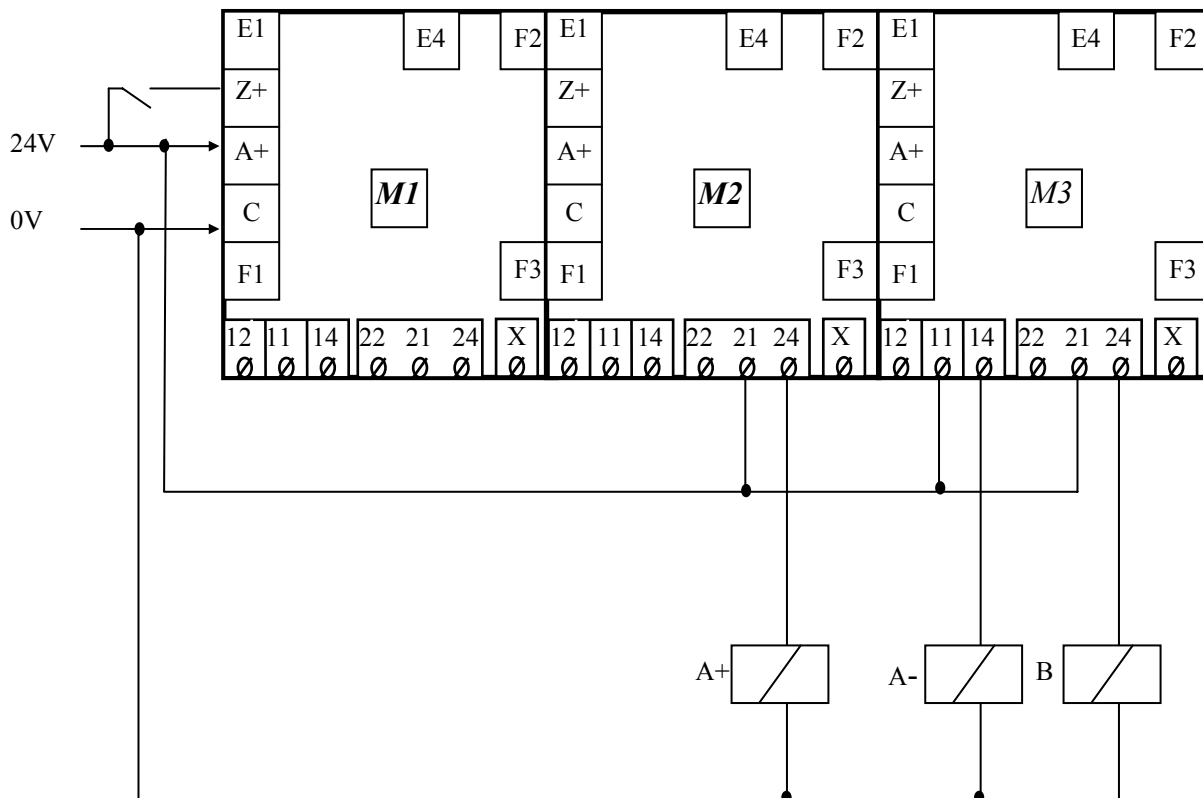 E1 E4 F2 E1 E4 F2 E1 E4 F2
Z+ Z+ Z+
24V A+ A+ A+
M1 M2 M3
0V C C C
F1 F3 F1 F3 F1 F3
12 11 14 22 21 24 X 12 11 14 22 21 24 X 12 11 14 22 21 24 X
A+ A- B